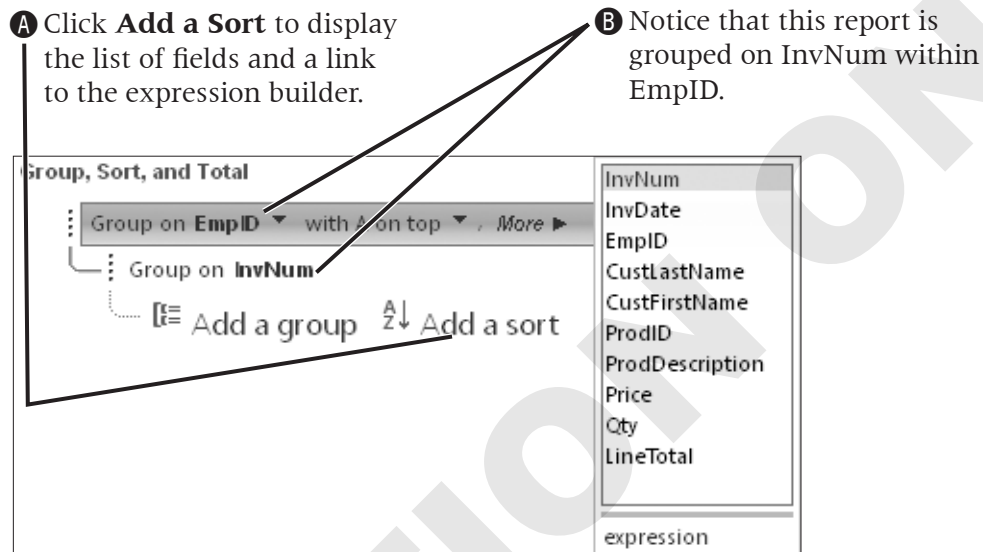 A Click Add a Sort to display
the list of fields and a link
to the expression builder.
B Notice that this report is
grouped on InvNum within
EmpID.
Group, Sort, and Total
Group on EmpID ▼ with A on top ▼ , More ►
Group on InvNum
Add a group AZ↓ Add a sort
InvNum
InvDate
EmpID
CustLastName
CustFirstName
ProdID
ProdDescription
Price
Qty
LineTotal
expression